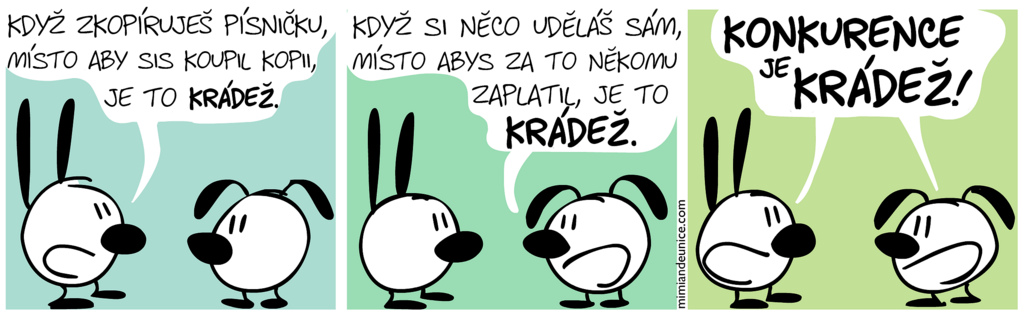 KDYŽ ZKOPÍRUJEŠ PÍSNIČKU,
MÍSTO ABY SIS KOUPIL KOPII,
JE TO KRÁDEŽ.
KDYŽ SI NĚCO UDĚLÁŠ SÁM,
MÍSTO ABYS ZA TO NĚKOMU
ZAPLATIL, JE TO
KRÁDEŽ.
KONKURENCE
JE
KRÁDEŽ!
mimiandeunice.com